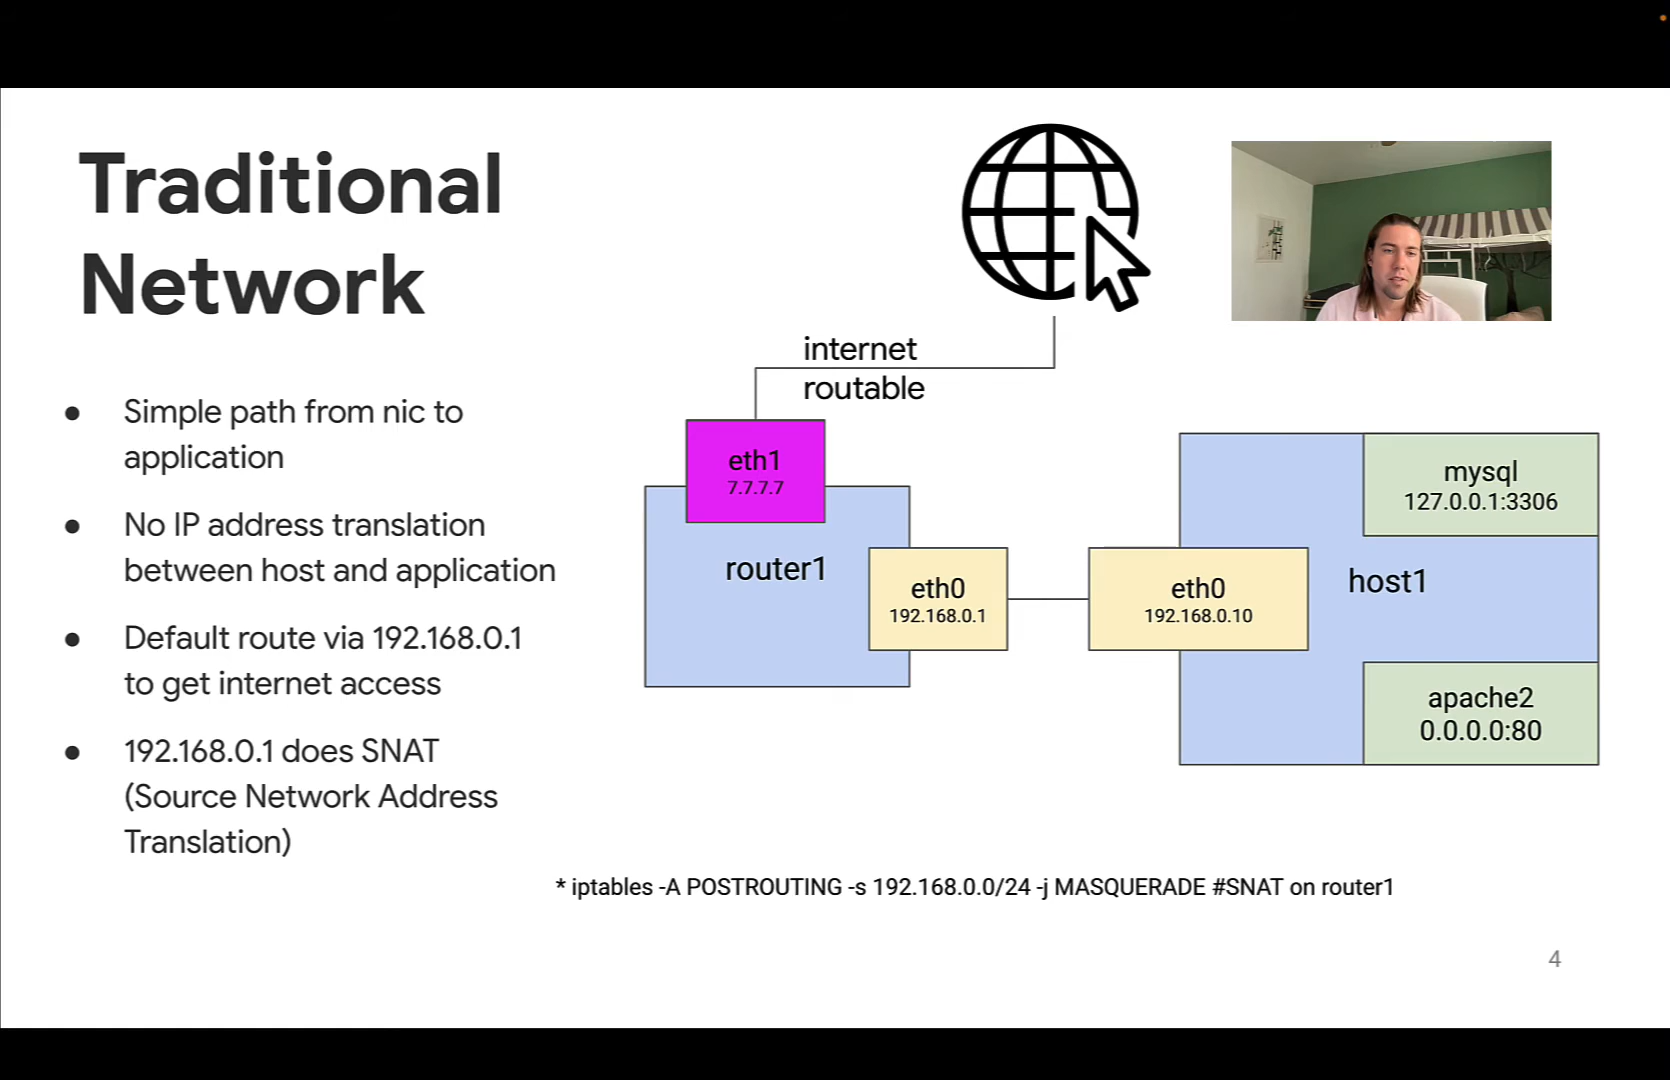 Traditional
Network
● Simple path from nic to
application
● No IP address translation
between host and application
● Default route via 192.168.0.1
to get internet access
● 192.168.0.1 does SNAT
(Source Network Address
Translation)
internet
routable
eth1
7.7.7.7
router1
eth0
192.168.0.1
eth0
192.168.0.10
host1
mysql
127.0.0.1:3306
apache2
0.0.0.0:80
* iptables -A POSTROUTING -s 192.168.0.0/24 -j MASQUERADE #SNAT on router1
4